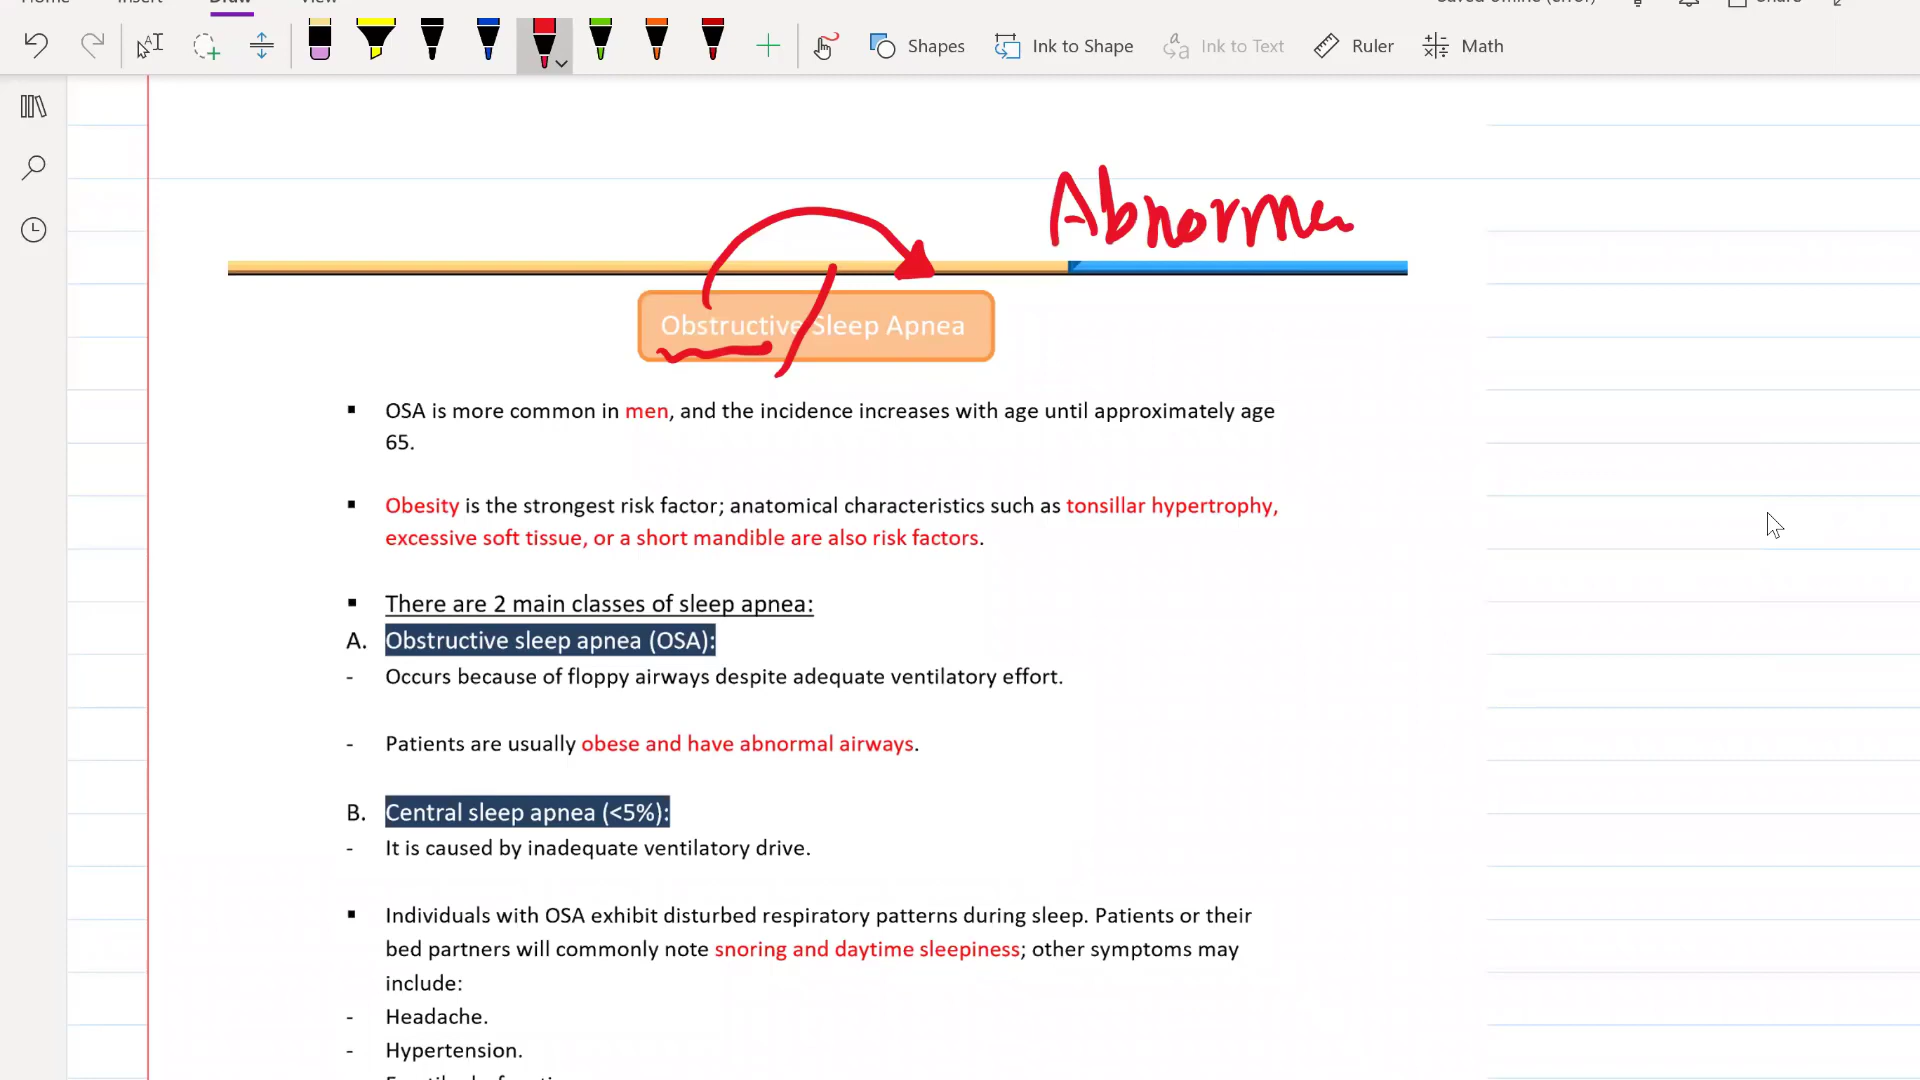 Shapes Ink to Shape Ink to Text Ruler Math
Abnorma
Obstructive Sleep Apnea
▪ OSA is more common in men, and the incidence increases with age until approximately age
65.
▪ Obesity is the strongest risk factor; anatomical characteristics such as tonsillar hypertrophy,
excessive soft tissue, or a short mandible are also risk factors.
▪ There are 2 main classes of sleep apnea:
A. Obstructive sleep apnea (OSA):
- Occurs because of floppy airways despite adequate ventilatory effort.
- Patients are usually obese and have abnormal airways.
B. Central sleep apnea (<5%):
- It is caused by inadequate ventilatory drive.
▪ Individuals with OSA exhibit disturbed respiratory patterns during sleep. Patients or their
bed partners will commonly note snoring and daytime sleepiness; other symptoms may
include:
- Headache.
- Hypertension.